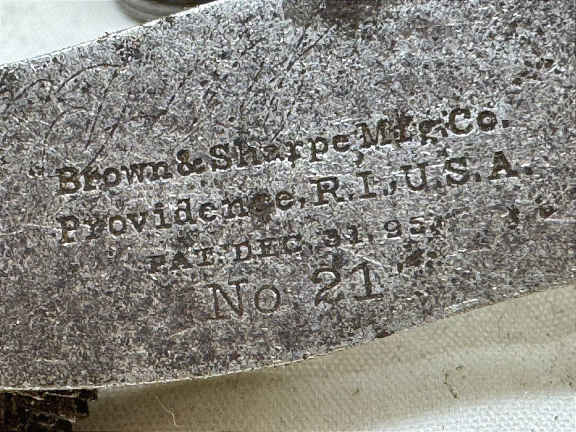 Brown & Sharpe Mfg. Co.
Providence, R.I., U.S.A.
PAT. DEC. 31. 95.
No 21